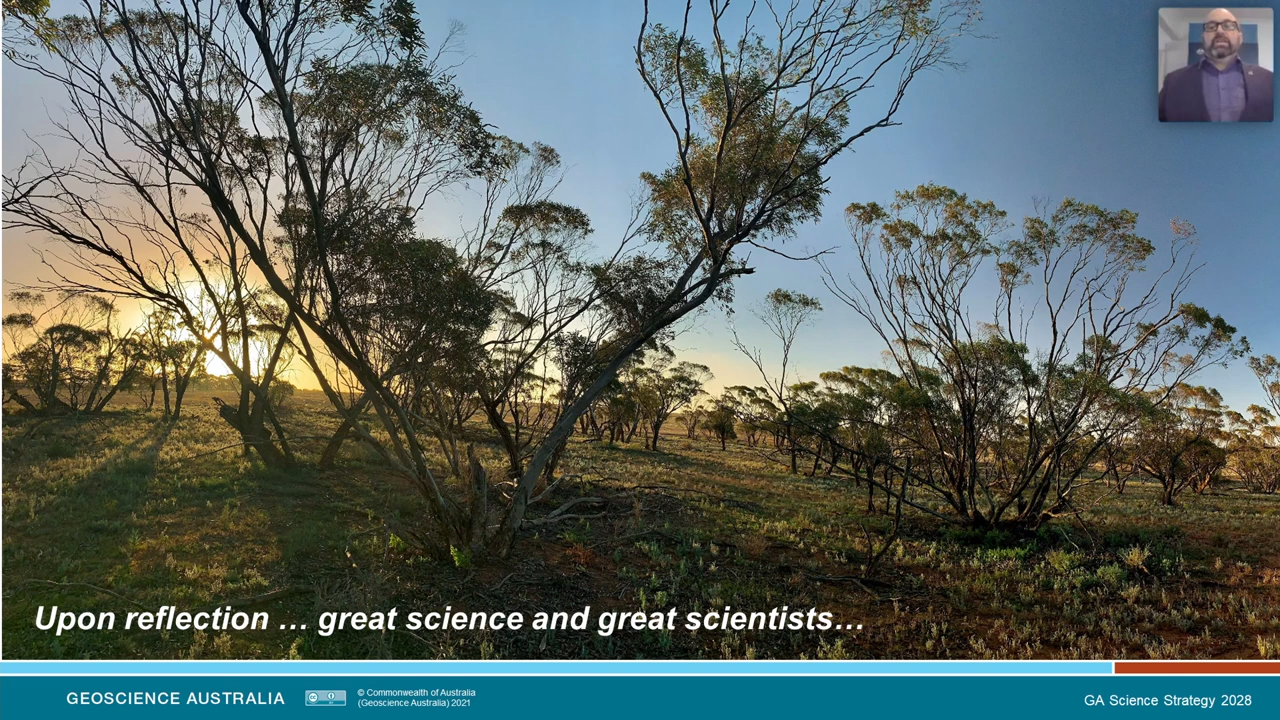 Upon reflection … great science and great scientists…
GEOSCIENCE AUSTRALIA
© Commonwealth of Australia
(Geoscience Australia) 2021
GA Science Strategy 2028